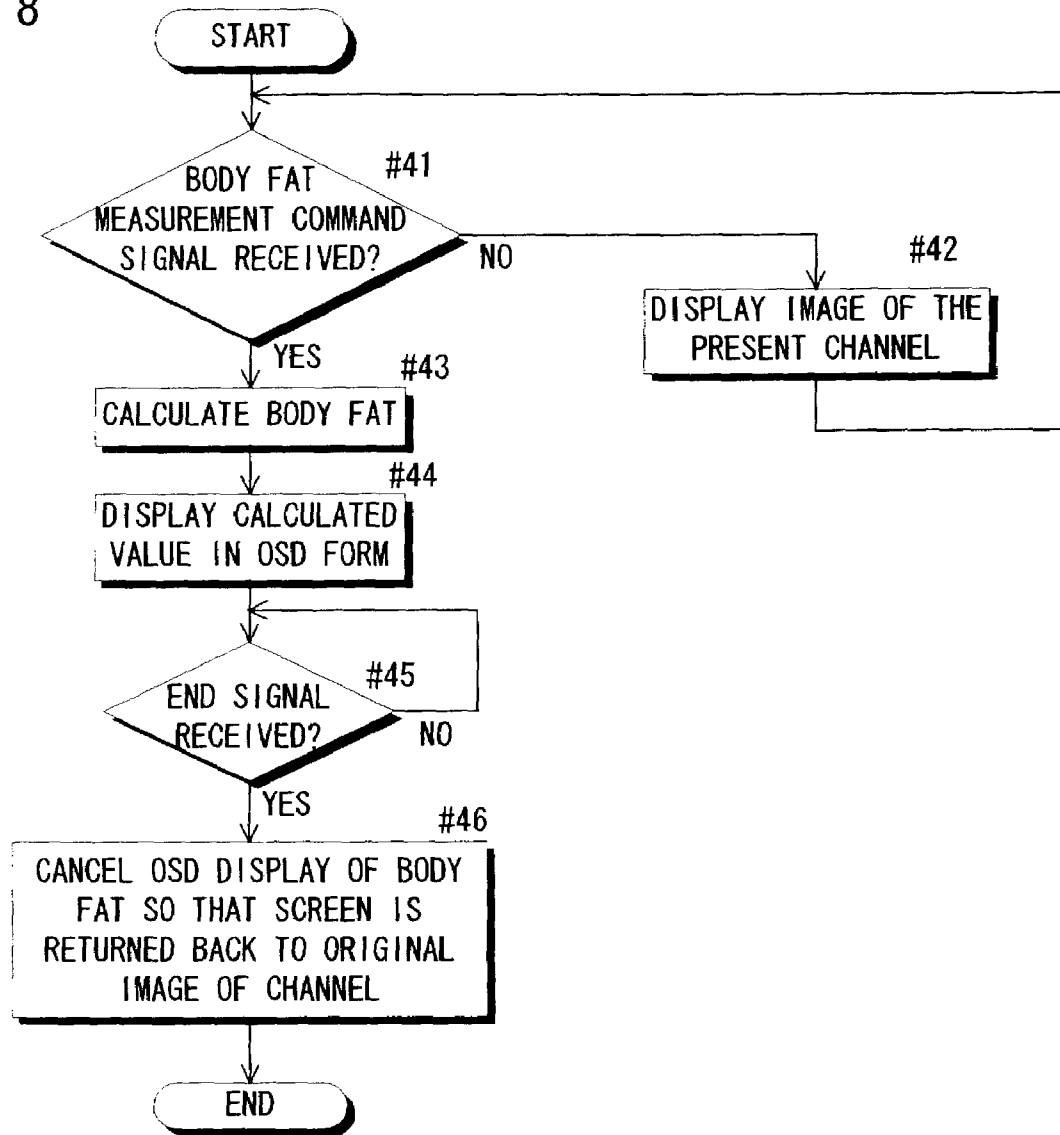 8
START
#41
BODY FAT
MEASUREMENT COMMAND
SIGNAL RECEIVED?
NO
YES
#42
DISPLAY IMAGE OF THE
PRESENT CHANNEL
#43
CALCULATE BODY FAT
#44
DISPLAY CALCULATED
VALUE IN OSD FORM
#45
END SIGNAL
RECEIVED?
NO
YES
#46
CANCEL OSD DISPLAY OF BODY
FAT SO THAT SCREEN IS
RETURNED BACK TO ORIGINAL
IMAGE OF CHANNEL
END